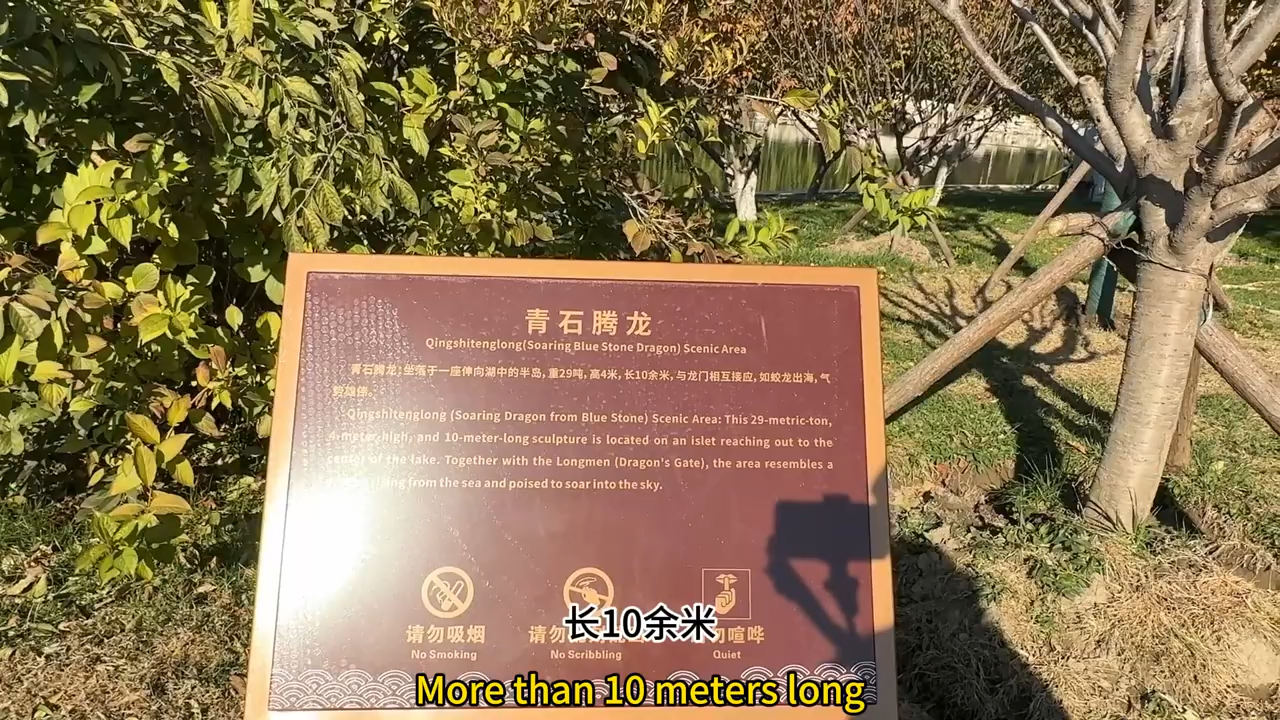 青石腾龙
Qingshitenglong(Soaring Blue Stone Dragon) Scenic Area
青石腾龙:坐落于一座伸向湖中的半岛,重29吨,高4米,长10余米,与龙门相互接应,如蛟龙出海,气
势雄伟。
Qingshitenglong (Soaring Dragon from Blue Stone) Scenic Area: This 29-metric-ton,
4-meter-high, and 10-meter-long sculpture is located on an islet reaching out to the
center of the lake. Together with the Longmen (Dragon's Gate), the area resembles a
rising from the sea and poised to soar into the sky.
请勿吸烟
No Smoking
请勿
No Scribbling
勿喧哗
Quiet
长10余米
More than 10 meters long